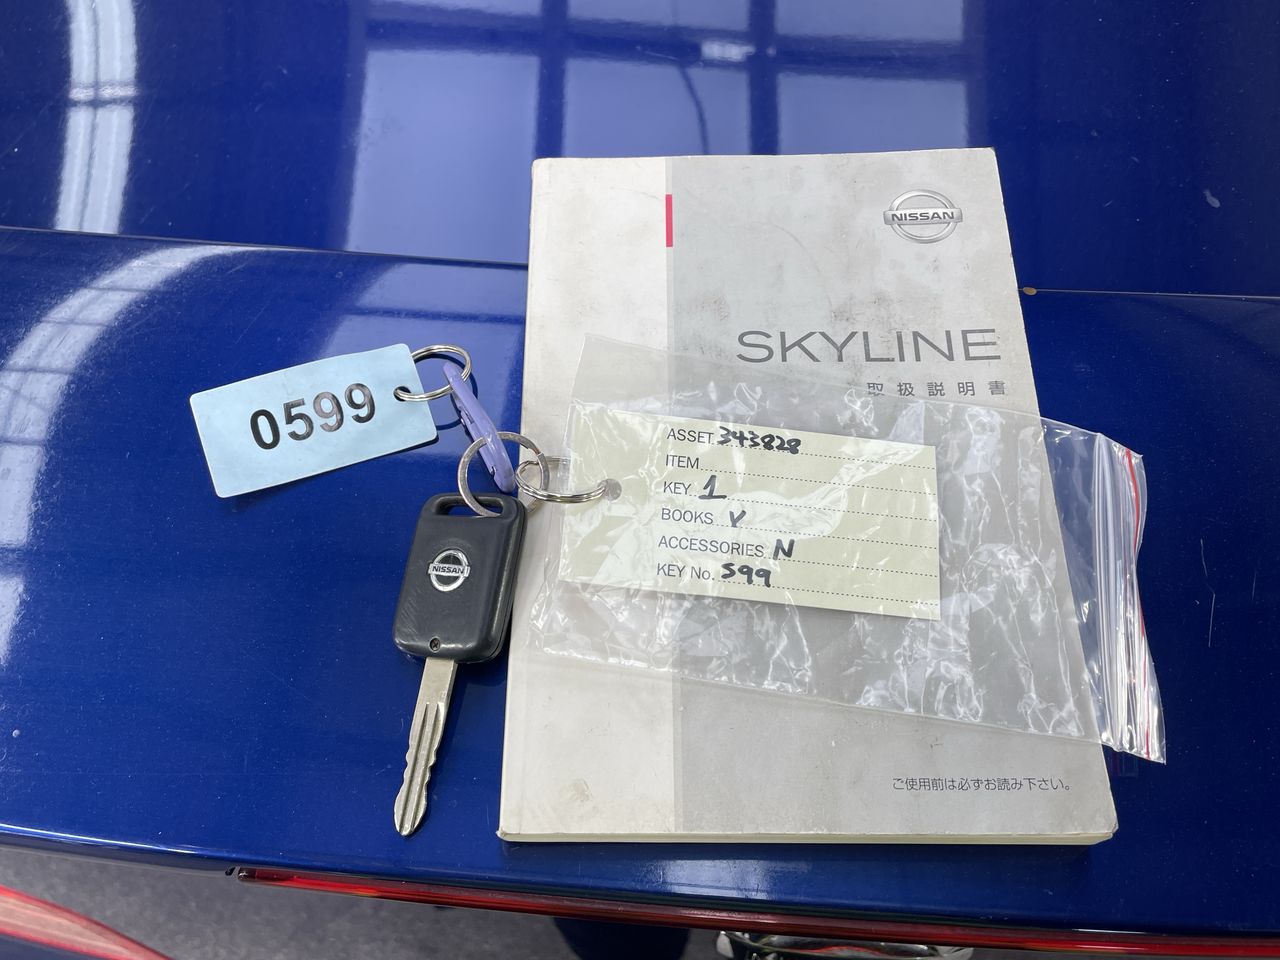 NISSAN
SKYLINE
取扱説明書
0599
ASSET 343828
ITEM
KEY 1
BOOKS Y
ACCESSORIES N
KEY No. 599
NISSAN
ご使用前は必ずお読み下さい。